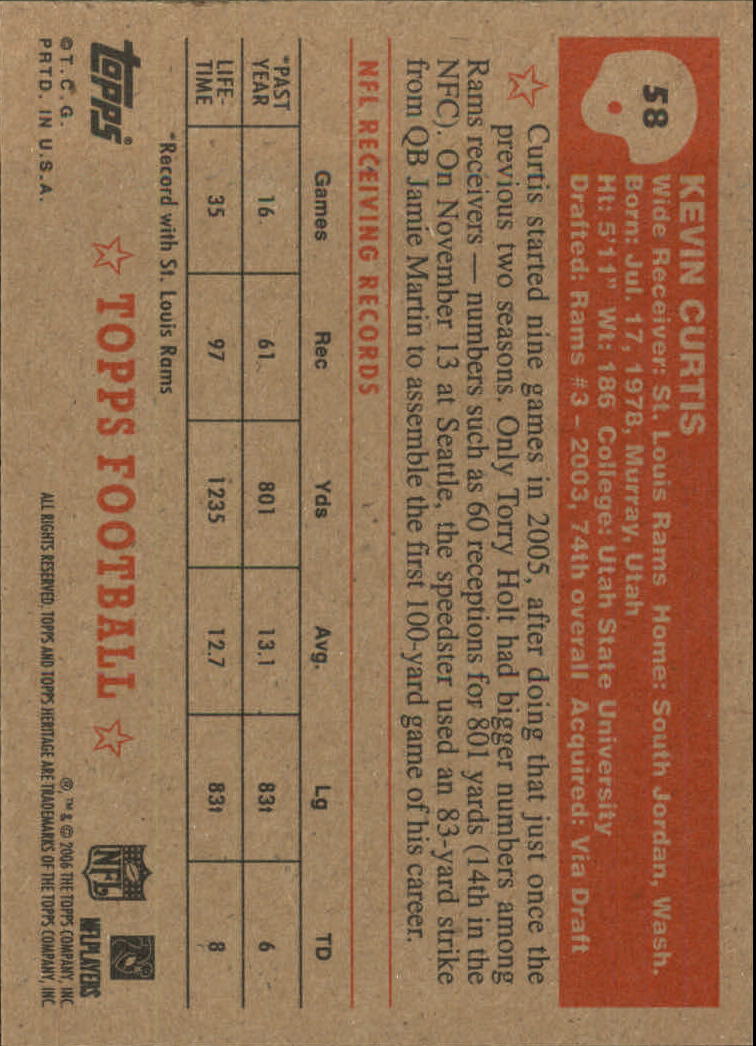 58
KEVIN CURTIS
Wide Receiver: St. Louis Rams Home: South Jordan, Wash.
Born: Jul. 17, 1978, Murray, Utah
Ht: 5'11" Wt: 186 College: Utah State University
Drafted: Rams #3 - 2003, 74th overall Acquired: Via Draft
Curtis started nine games in 2005, after doing that just once the
previous two seasons. Only Torry Holt had bigger numbers among
Rams receivers — numbers such as 60 receptions for 801 yards (14th in the
NFC). On November 13 at Seattle, the speedster used an 83-yard strike
from QB Jamie Martin to assemble the first 100-yard game of his career.
NFL RECEIVING RECORDS
Games Rec Yds Avg. Lg TD
*PAST YEAR 16 61 801 13.1 83t 6
LIFE-TIME 35 97 1235 12.7 83t 8
*Record with St. Louis Rams
topps®
TOPPS FOOTBALL
NFL
NFLPLAYERS
©T.C.G.
PRTD. IN U.S.A.
®, ™ & © 2006 THE TOPPS COMPANY, INC
ALL RIGHTS RESERVED. TOPPS AND TOPPS HERITAGE ARE TRADEMARKS OF THE TOPPS COMPANY, INC